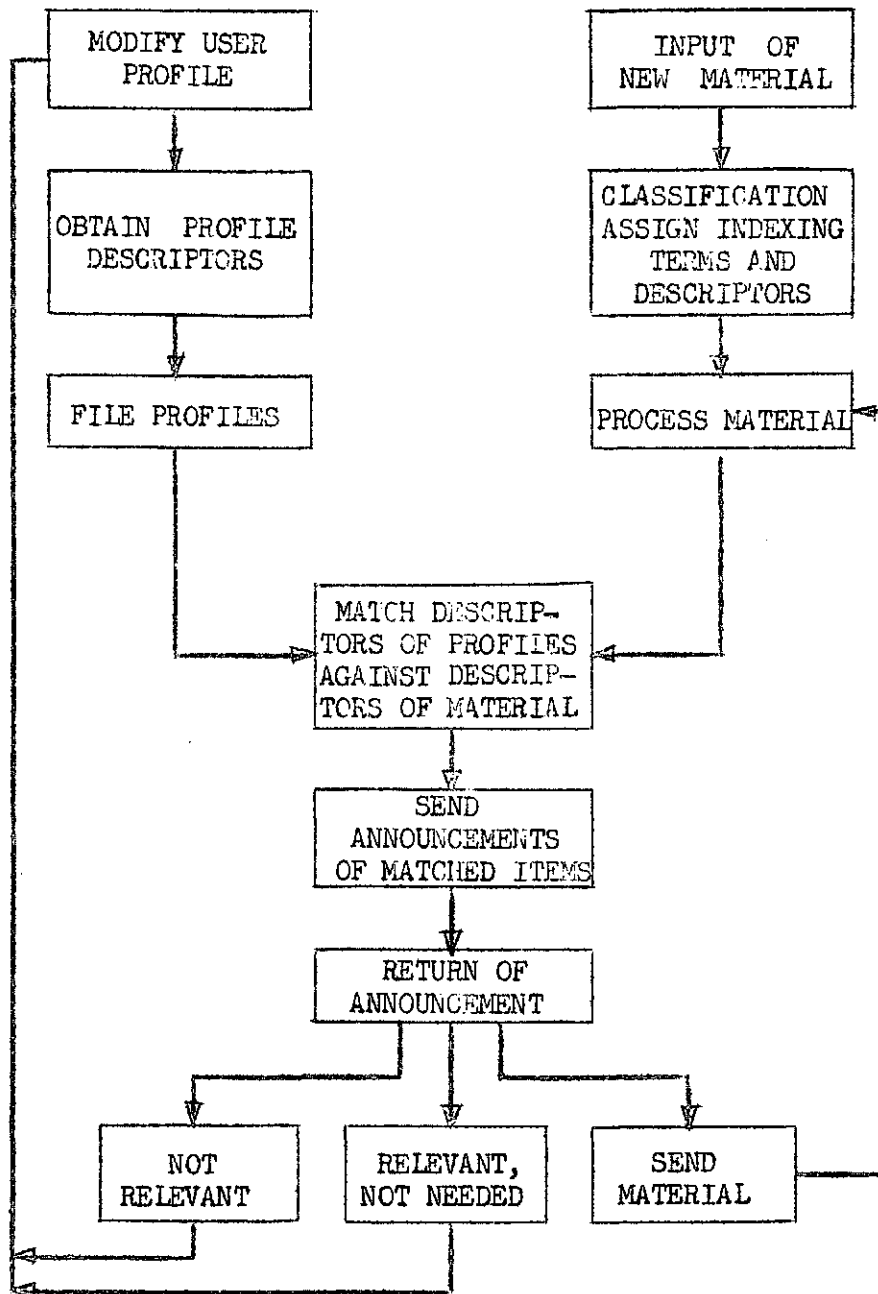 MODIFY USER
PROFILE
INPUT OF
NEW MATERIAL
OBTAIN PROFILE
DESCRIPTORS
CLASSIFICATION
ASSIGN INDEXING
TERMS AND
DESCRIPTORS
FILE PROFILES
PROCESS MATERIAL
MATCH DESCRIP-
TORS OF PROFILES
AGAINST DESCRIP-
TORS OF MATERIAL
SEND
ANNOUNCEMENTS
OF MATCHED ITEMS
RETURN OF
ANNOUNCEMENT
NOT
RELEVANT
RELEVANT,
NOT NEEDED
SEND
MATERIAL